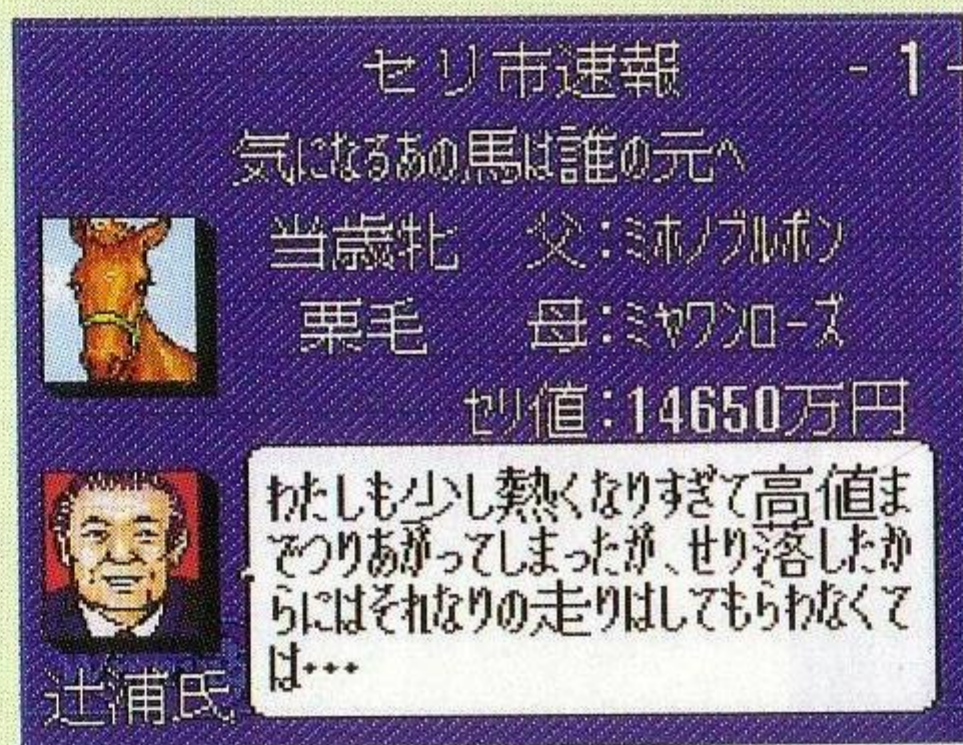 セリ市速報 -1-
気になるあの馬は誰の元へ
当歳牝 父:ミホノブルボン
栗毛 母:ミヤワンローズ
セリ値:14650万円
わたしも少し熱くなりすぎて高値ま
でつりあがってしまったが、せり落したか
らにはそれなりの走りはしてもらわなくて
は…
辻浦氏